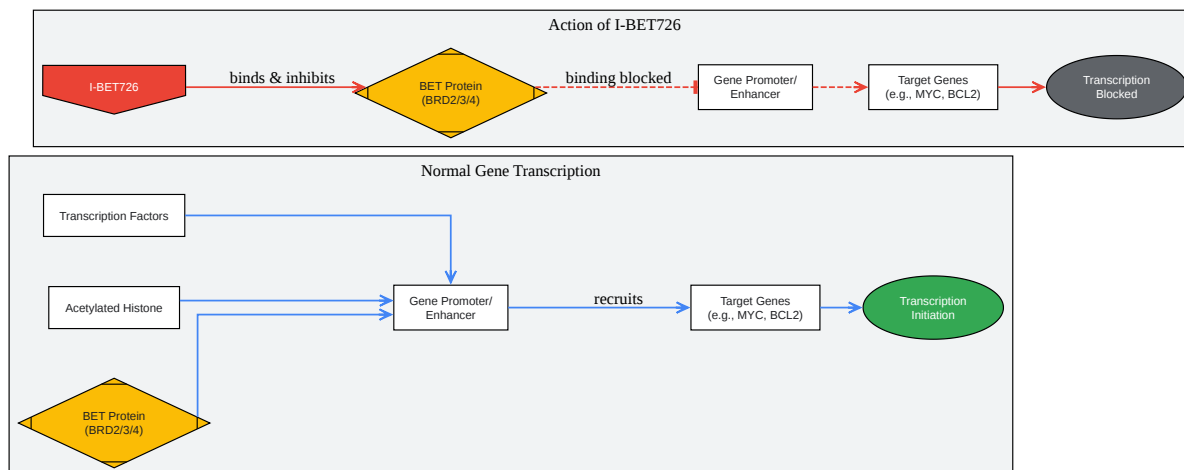 Action of I-BET726
I-BET726
binds & inhibits
BET Protein
(BRD2/3/4)
binding blocked
Gene Promoter/
Enhancer
Target Genes
(e.g., MYC, BCL2)
Transcription
Blocked
Normal Gene Transcription
Transcription Factors
Acetylated Histone
Gene Promoter/
Enhancer
recruits
Target Genes
(e.g., MYC, BCL2)
Transcription
Initiation
BET Protein
(BRD2/3/4)